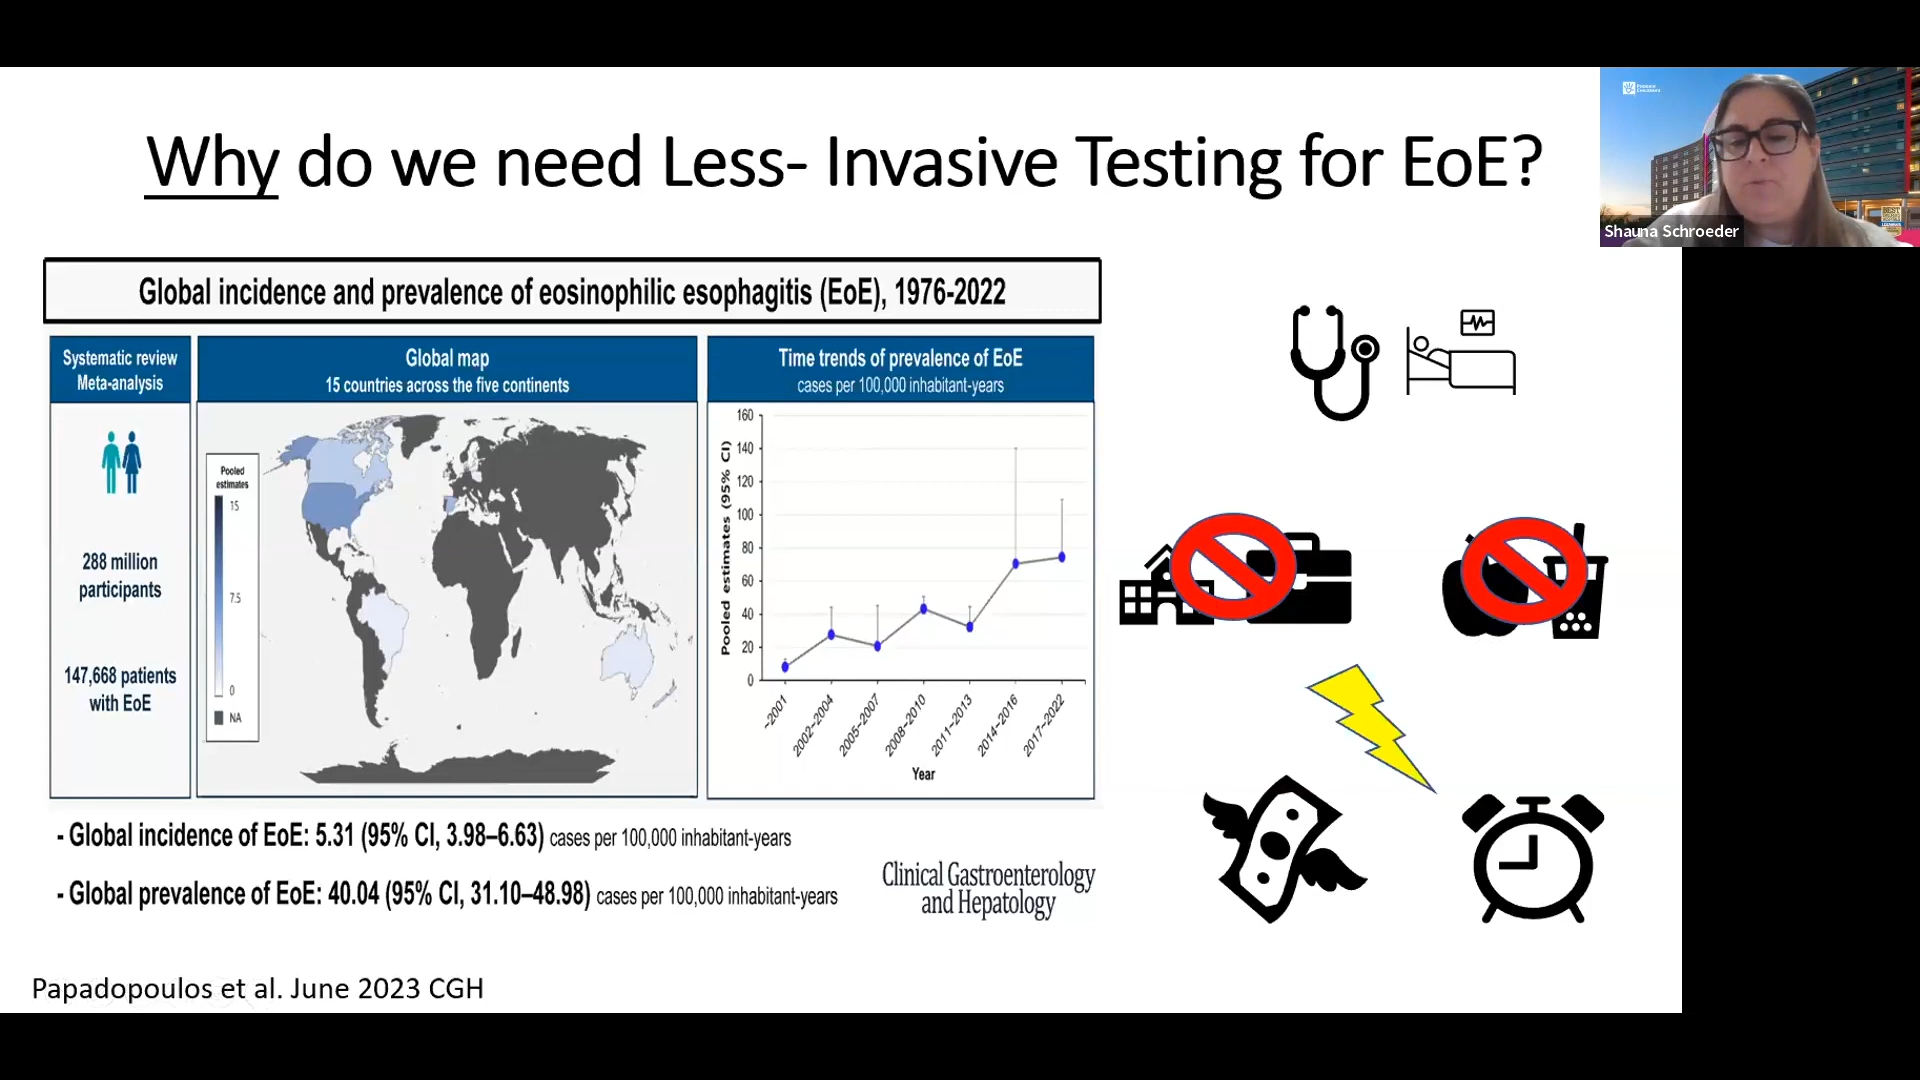 Why do we need Less- Invasive Testing for EoE?
Shauna Schroeder
Global incidence and prevalence of eosinophilic esophagitis (EoE), 1976-2022
Systematic review
Meta-analysis
288 million
participants
147,668 patients
with EoE
Global map
15 countries across the five continents
Pooled
estimates
15
7.5
0
NA
Time trends of prevalence of EoE
cases per 100,000 inhabitant-years
Pooled estimates (95% CI)
160
140
120
100
80
60
40
20
0
~2001
2002~2004
2005~2007
2008~2010
2011~2013
2014~2016
2017~2022
Year
- Global incidence of EoE: 5.31 (95% CI, 3.98–6.63) cases per 100,000 inhabitant-years
- Global prevalence of EoE: 40.04 (95% CI, 31.10–48.98) cases per 100,000 inhabitant-years
Clinical Gastroenterology
and Hepatology
Papadopoulos et al. June 2023 CGH